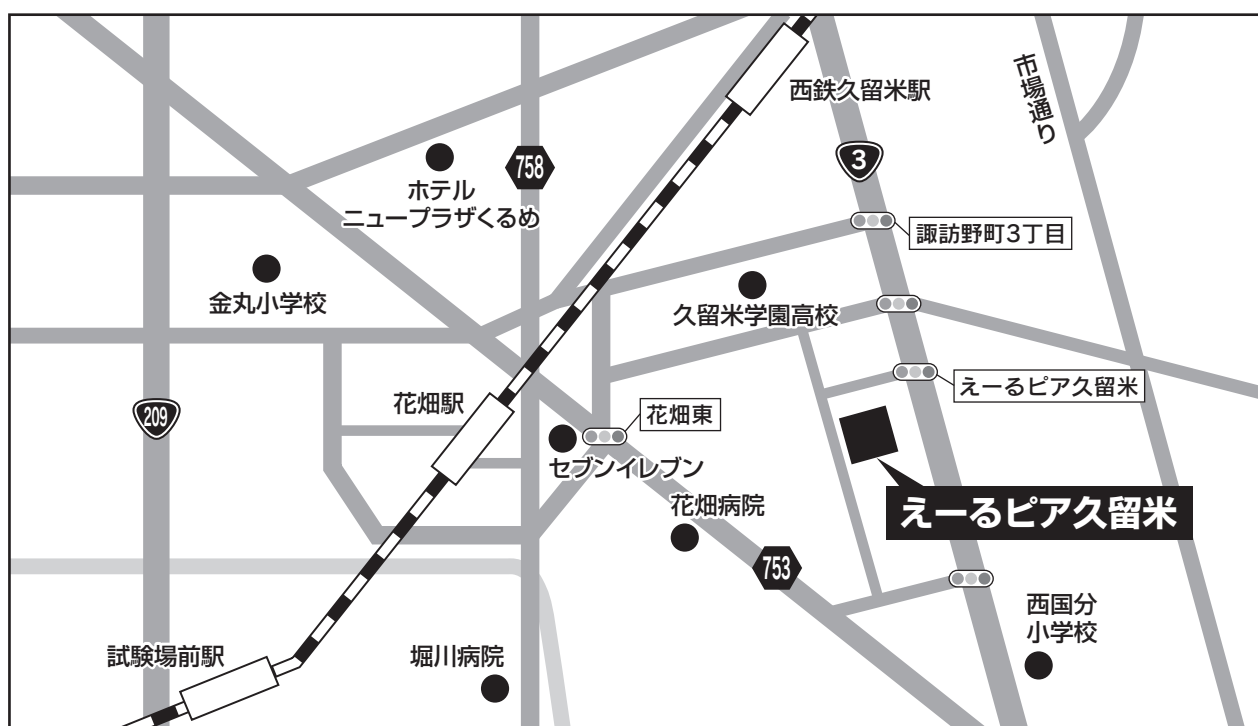 西鉄久留米駅
市場通り
3
758
ホテル
ニュープラザくるめ
諏訪野町3丁目
金丸小学校
久留米学園高校
えーるピア久留米
花畑駅
209
花畑東
セブンイレブン
花畑病院
えーるピア久留米
753
西国分
小学校
試験場前駅
堀川病院